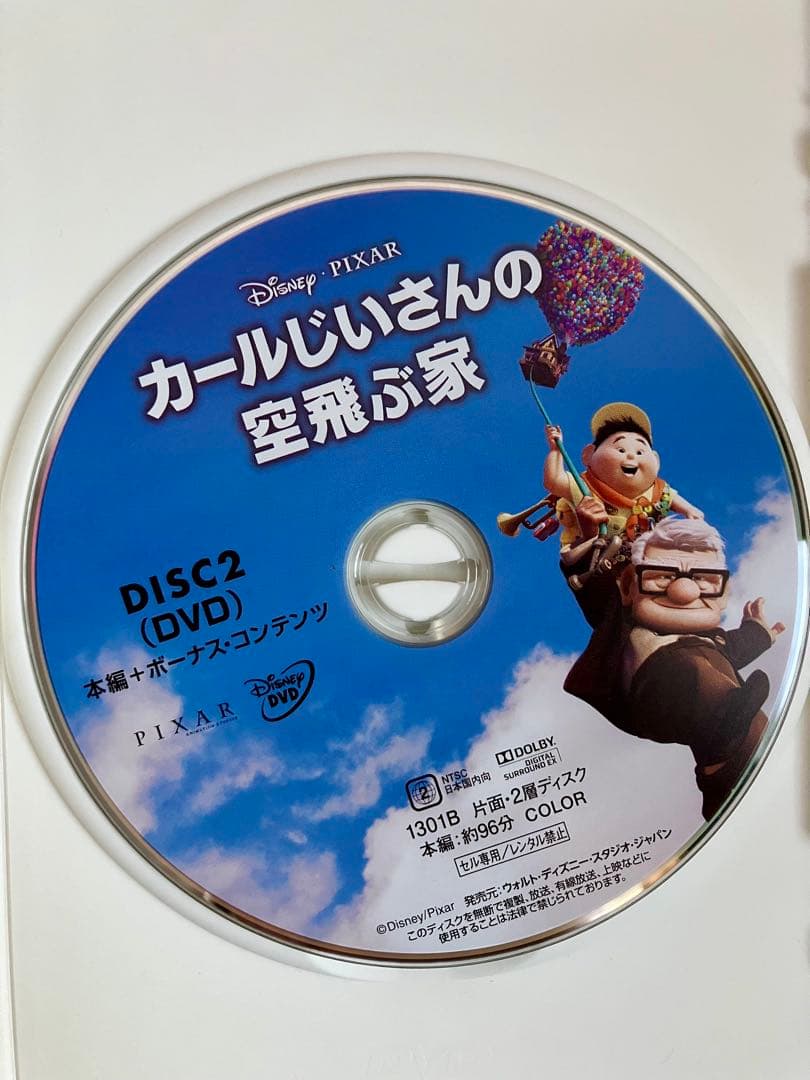 Disney・PIXAR
カールじいさんの
空飛ぶ家
DISC2
(DVD)
本編＋ボーナス・コンテンツ
PIXAR
ANIMATION STUDIOS
Disney
DVD
2
NTSC
日本国内向
DOLBY
DIGITAL
SURROUND EX
1301B 片面・2層ディスク
本編：約96分 COLOR
セル専用/レンタル禁止
©Disney/Pixar 発売元：ウォルト・ディズニー・スタジオ・ジャパン
このディスクを無断で複製、放送、有線放送、上映などに
使用することは法律で禁じられております。